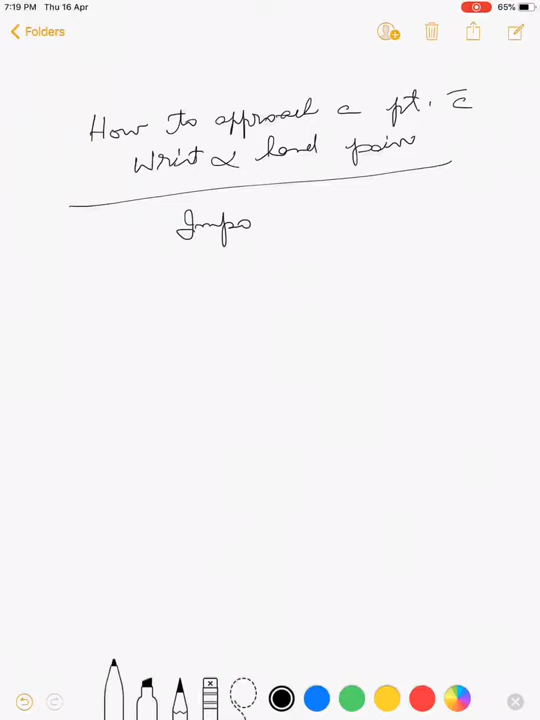 7:19 PM Thu 16 Apr 65%
Folders
How to approach a pt. c̄
Wrist & hand pain
Impo